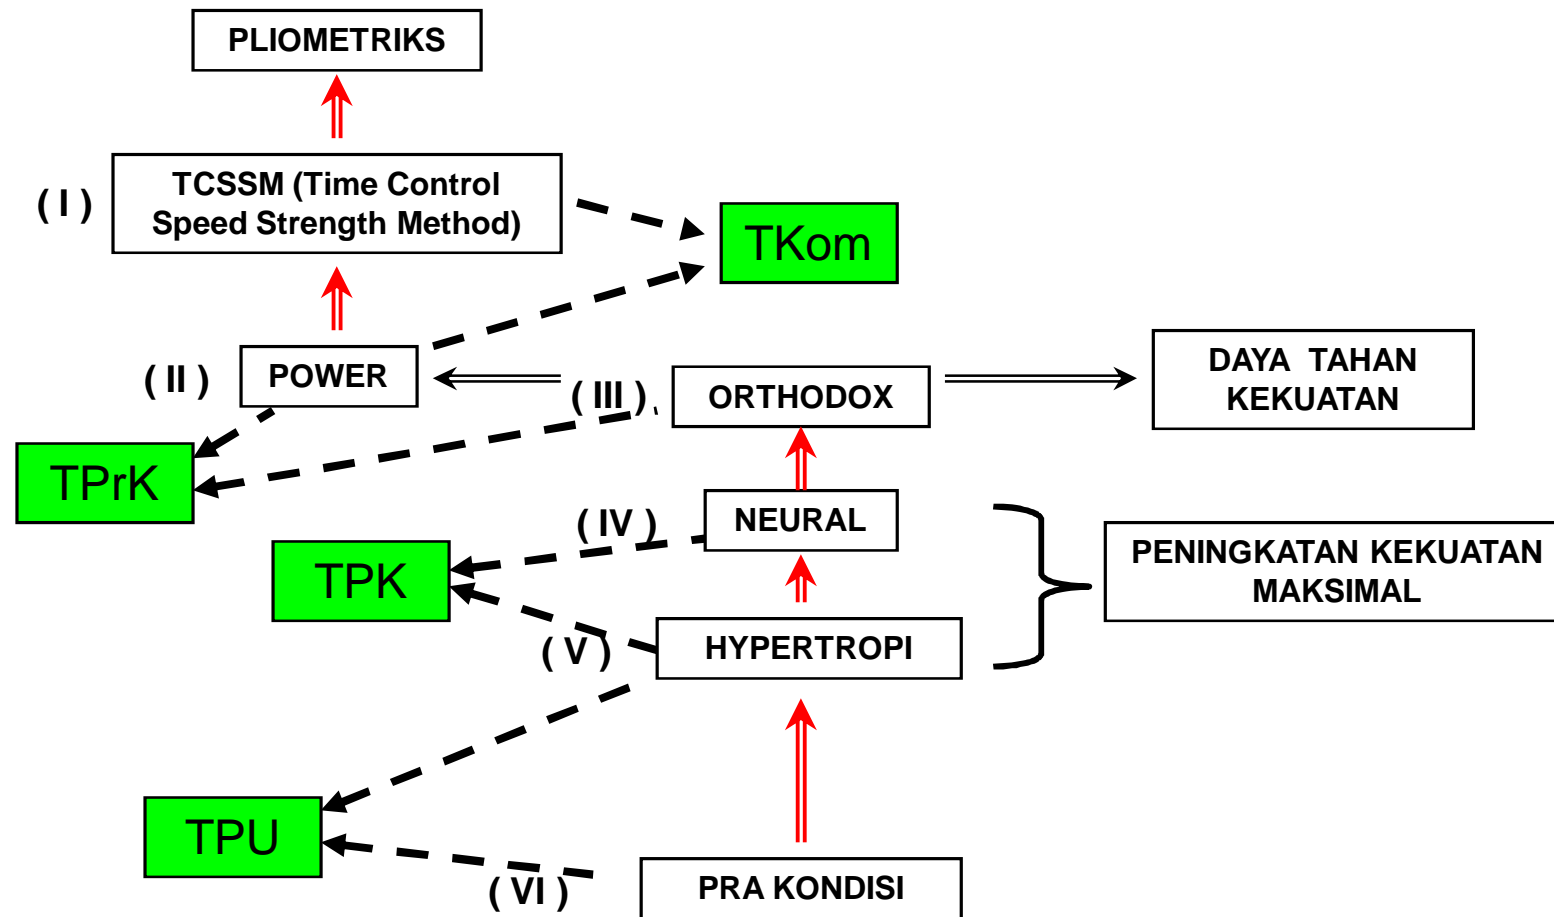 PLIOMETRIKS
( I )
TCSSM (Time Control
Speed Strength Method)
TKom
( II )
POWER
( III )
ORTHODOX
DAYA TAHAN
KEKUATAN
TPrK
( IV )
NEURAL
TPK
PENINGKATAN KEKUATAN
MAKSIMAL
( V )
HYPERTROPI
TPU
( VI )
PRA KONDISI